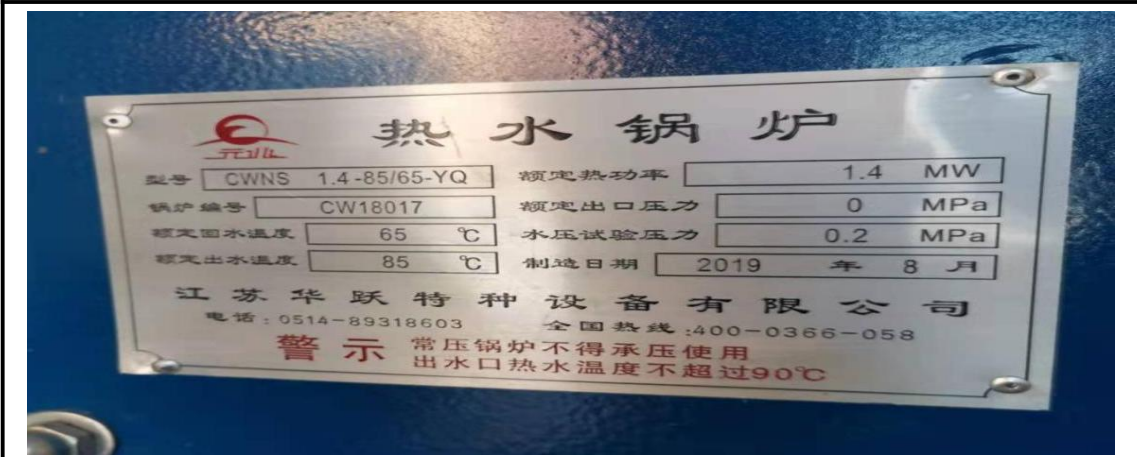 热水锅炉
元业
型号 CWNS 1.4-85/65-YQ 额定热功率 1.4 MW
锅炉编号 CW18017 额定出口压力 0 MPa
额定回水温度 65 ℃ 水压试验压力 0.2 MPa
额定出水温度 85 ℃ 制造日期 2019 年 8 月
江苏华跃特种设备有限公司
电话:0514-89318603 全国热线:400-0366-058
警示 常压锅炉不得承压使用
出水口热水温度不超过90℃